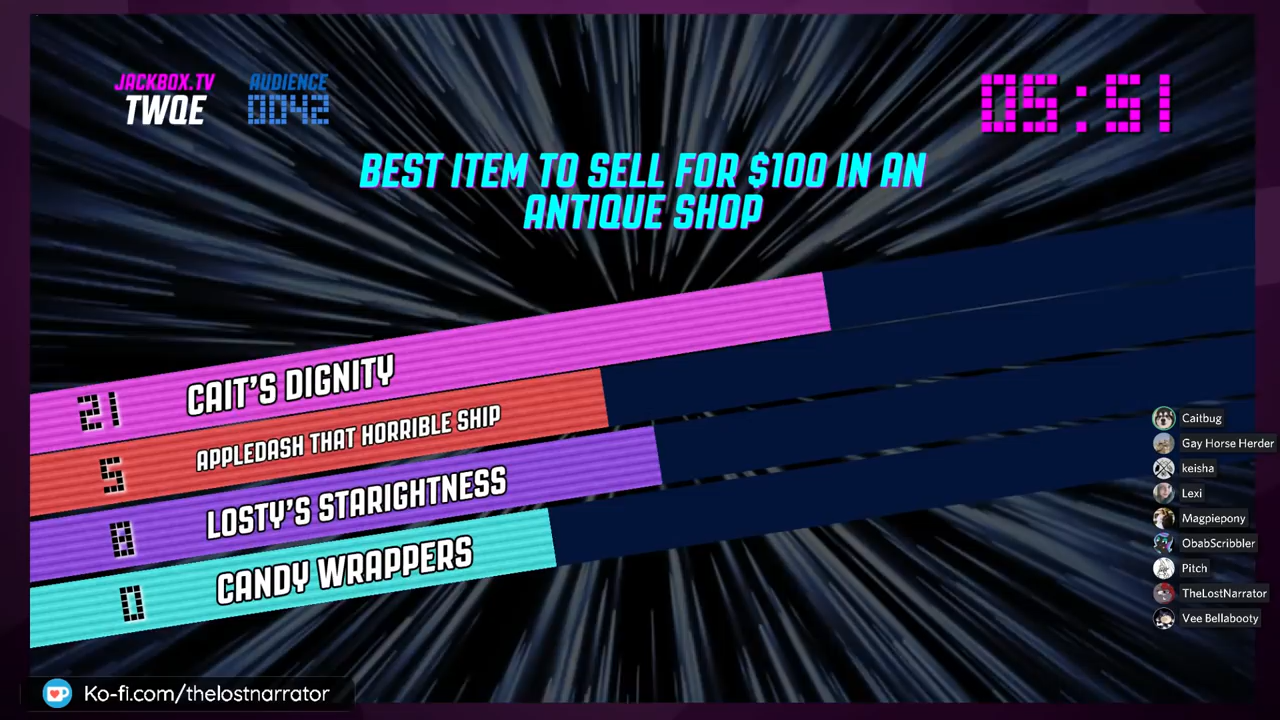 JACKBOX.TV
TWQE
AUDIENCE
0042
05:51
BEST ITEM TO SELL FOR $100 IN AN
ANTIQUE SHOP
21 CAIT'S DIGNITY
5 APPLEDASH THAT HORRIBLE SHIP
8 LOSTY'S STARIGHTNESS
0 CANDY WRAPPERS
Caitbug
Gay Horse Herder
keisha
Lexi
Magpiepony
ObabScribbler
Pitch
TheLostNarrator
Vee Bellabooty
Ko-fi.com/thelostnarrator